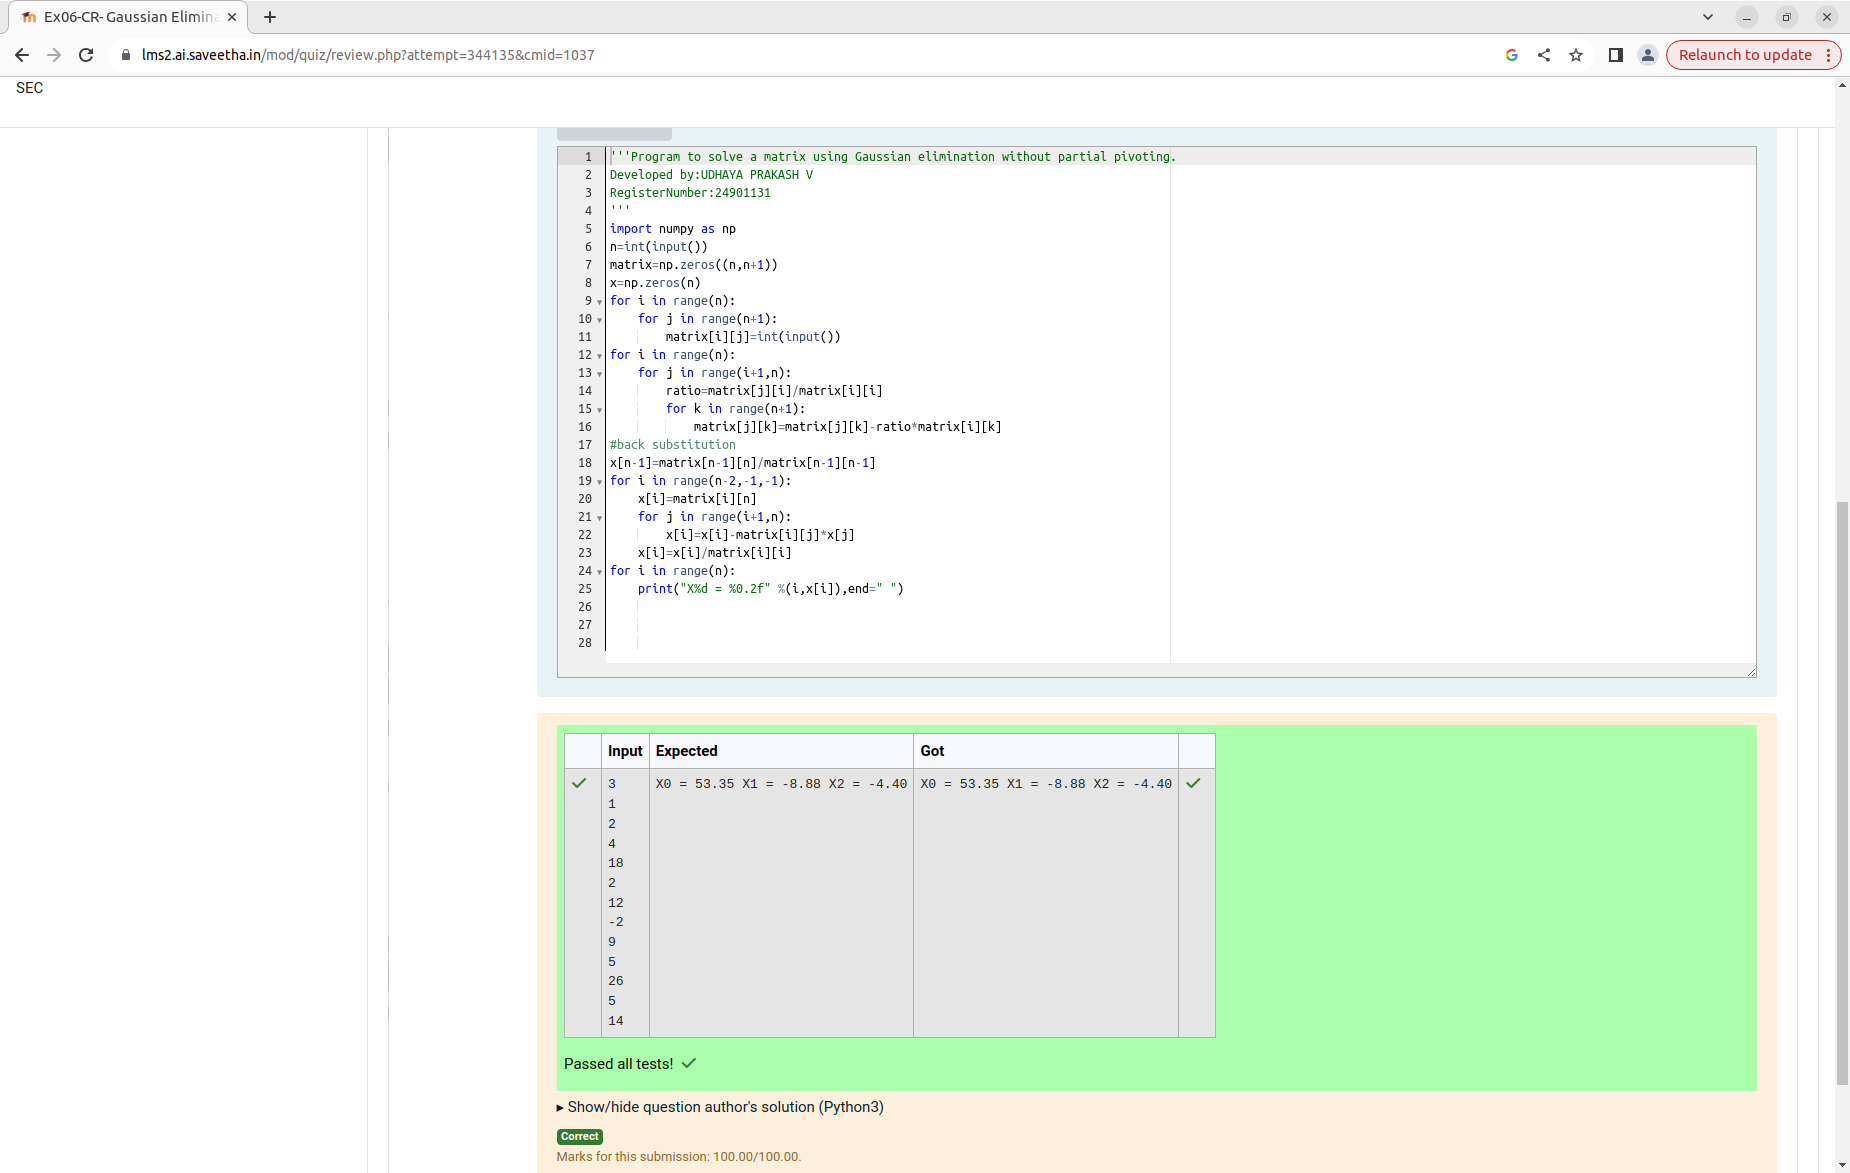 Ex06-CR- Gaussian Elimina
lms2.ai.saveetha.in/mod/quiz/review.php?attempt=344135&cmid=1037
Relaunch to update
SEC
1 '''Program to solve a matrix using Gaussian elimination without partial pivoting.
2 Developed by:UDHAYA PRAKASH V
3 RegisterNumber:24901131
4 '''
5 import numpy as np
6 n=int(input())
7 matrix=np.zeros((n,n+1))
8 x=np.zeros(n)
9 for i in range(n):
10     for j in range(n+1):
11         matrix[i][j]=int(input())
12 for i in range(n):
13     for j in range(i+1,n):
14         ratio=matrix[j][i]/matrix[i][i]
15         for k in range(n+1):
16             matrix[j][k]=matrix[j][k]-ratio*matrix[i][k]
17 #back substitution
18 x[n-1]=matrix[n-1][n]/matrix[n-1][n-1]
19 for i in range(n-2,-1,-1):
20     x[i]=matrix[i][n]
21     for j in range(i+1,n):
22         x[i]=x[i]-matrix[i][j]*x[j]
23     x[i]=x[i]/matrix[i][i]
24 for i in range(n):
25     print("X%d = %0.2f" %(i,x[i]),end=" ")
26
27
28
Input Expected Got
3 X0 = 53.35 X1 = -8.88 X2 = -4.40 X0 = 53.35 X1 = -8.88 X2 = -4.40
1
2
4
18
2
12
-2
9
5
26
5
14
Passed all tests!
Show/hide question author's solution (Python3)
Correct
Marks for this submission: 100.00/100.00.